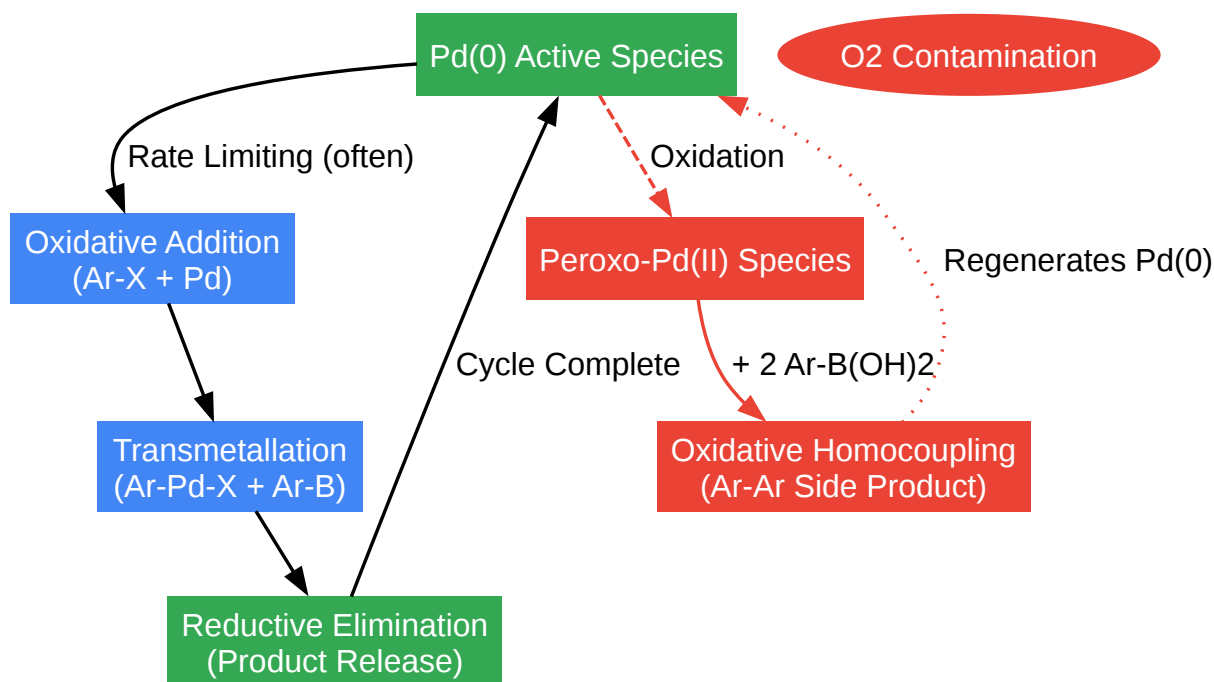 Pd(0) Active Species
O2 Contamination
Rate Limiting (often)
Oxidation
Oxidative Addition
(Ar-X + Pd)
Peroxo-Pd(II) Species
Regenerates Pd(0)
Cycle Complete
+ 2 Ar-B(OH)2
Transmetallation
(Ar-Pd-X + Ar-B)
Oxidative Homocoupling
(Ar-Ar Side Product)
Reductive Elimination
(Product Release)